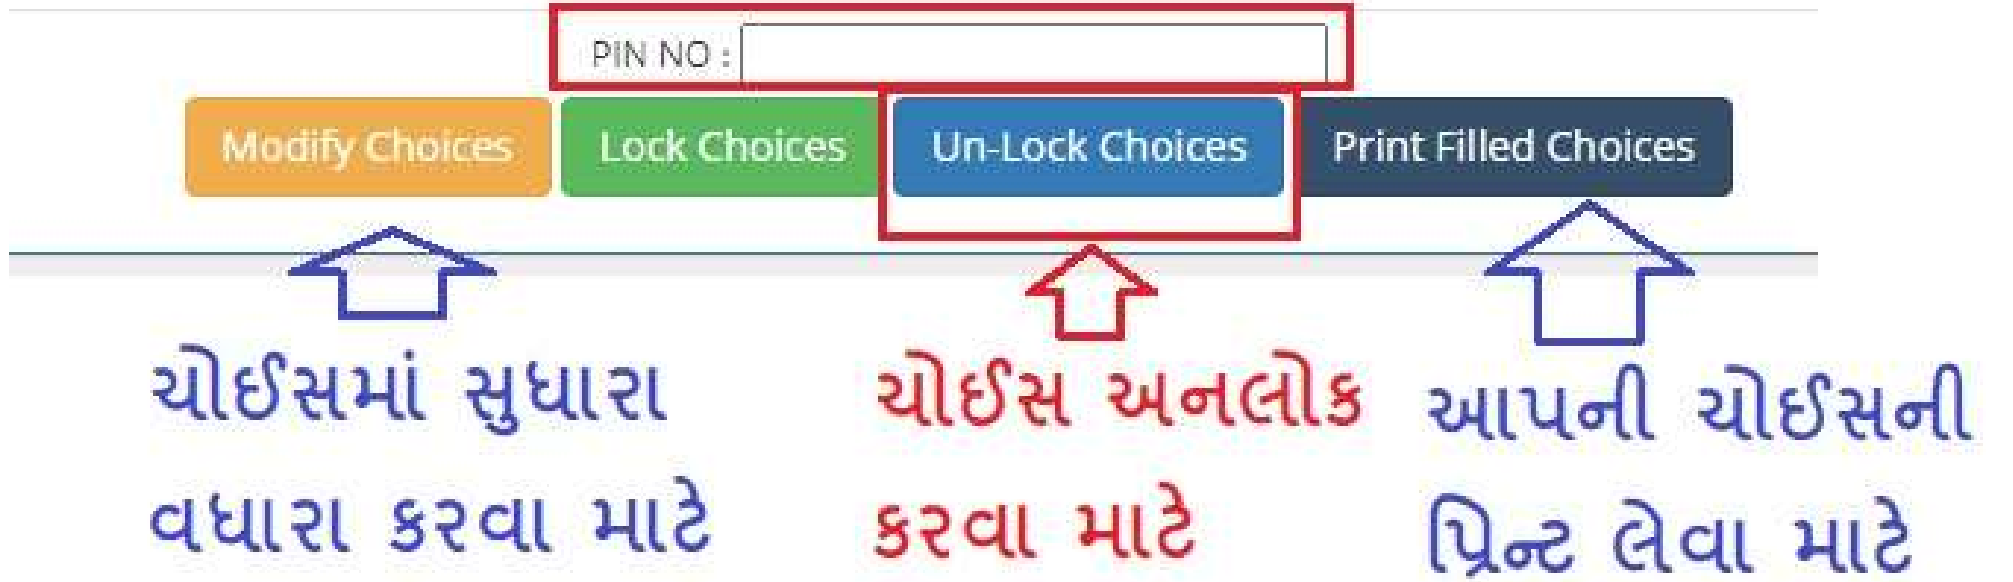 PIN NO :
Modify Choices Lock Choices Un-Lock Choices Print Filled Choices
ચોઈસમાં સુધારા
વધારા કરવા માટે
ચોઈસ અનલોક
કરવા માટે
આપની ચોઈસની
પ્રિન્ટ લેવા માટે